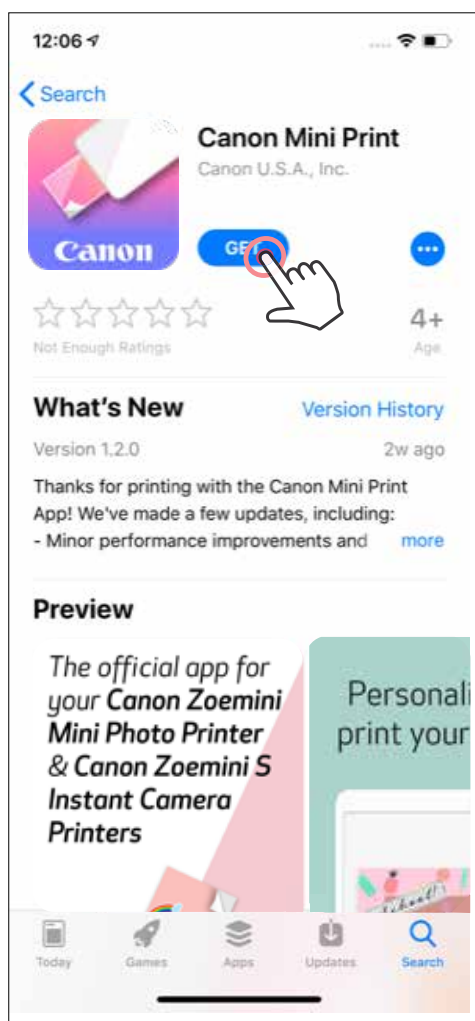 12:06
Search
Canon Mini Print
Canon U.S.A., Inc.
Canon
GET
4+
Not Enough Ratings
Age
What's New
Version History
Version 1.2.0
2w ago
Thanks for printing with the Canon Mini Print
App! We've made a few updates, including:
- Minor performance improvements and more
Preview
The official app for
your Canon Zoemini
Mini Photo Printer
& Canon Zoemini S
Instant Camera
Printers
Personali
print your
Today
Games
Apps
Updates
Search